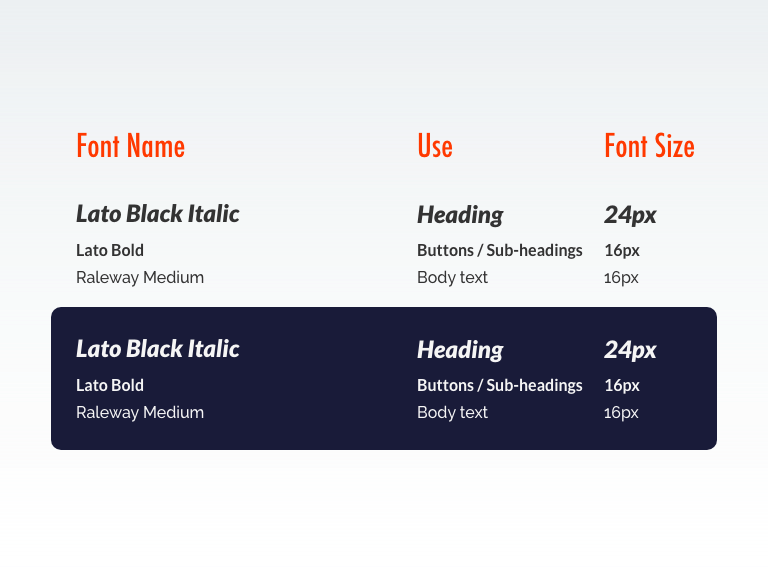 Font Name Use Font Size
Lato Black Italic Heading 24px
Lato Bold Buttons / Sub-headings 16px
Raleway Medium Body text 16px
Lato Black Italic Heading 24px
Lato Bold Buttons / Sub-headings 16px
Raleway Medium Body text 16px